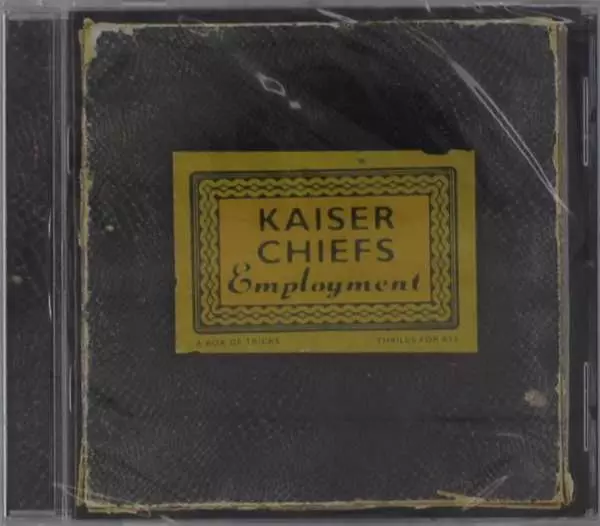 KAISER
CHIEFS
Employment
A BOX OF TRICKS THRILLS FOR ALL